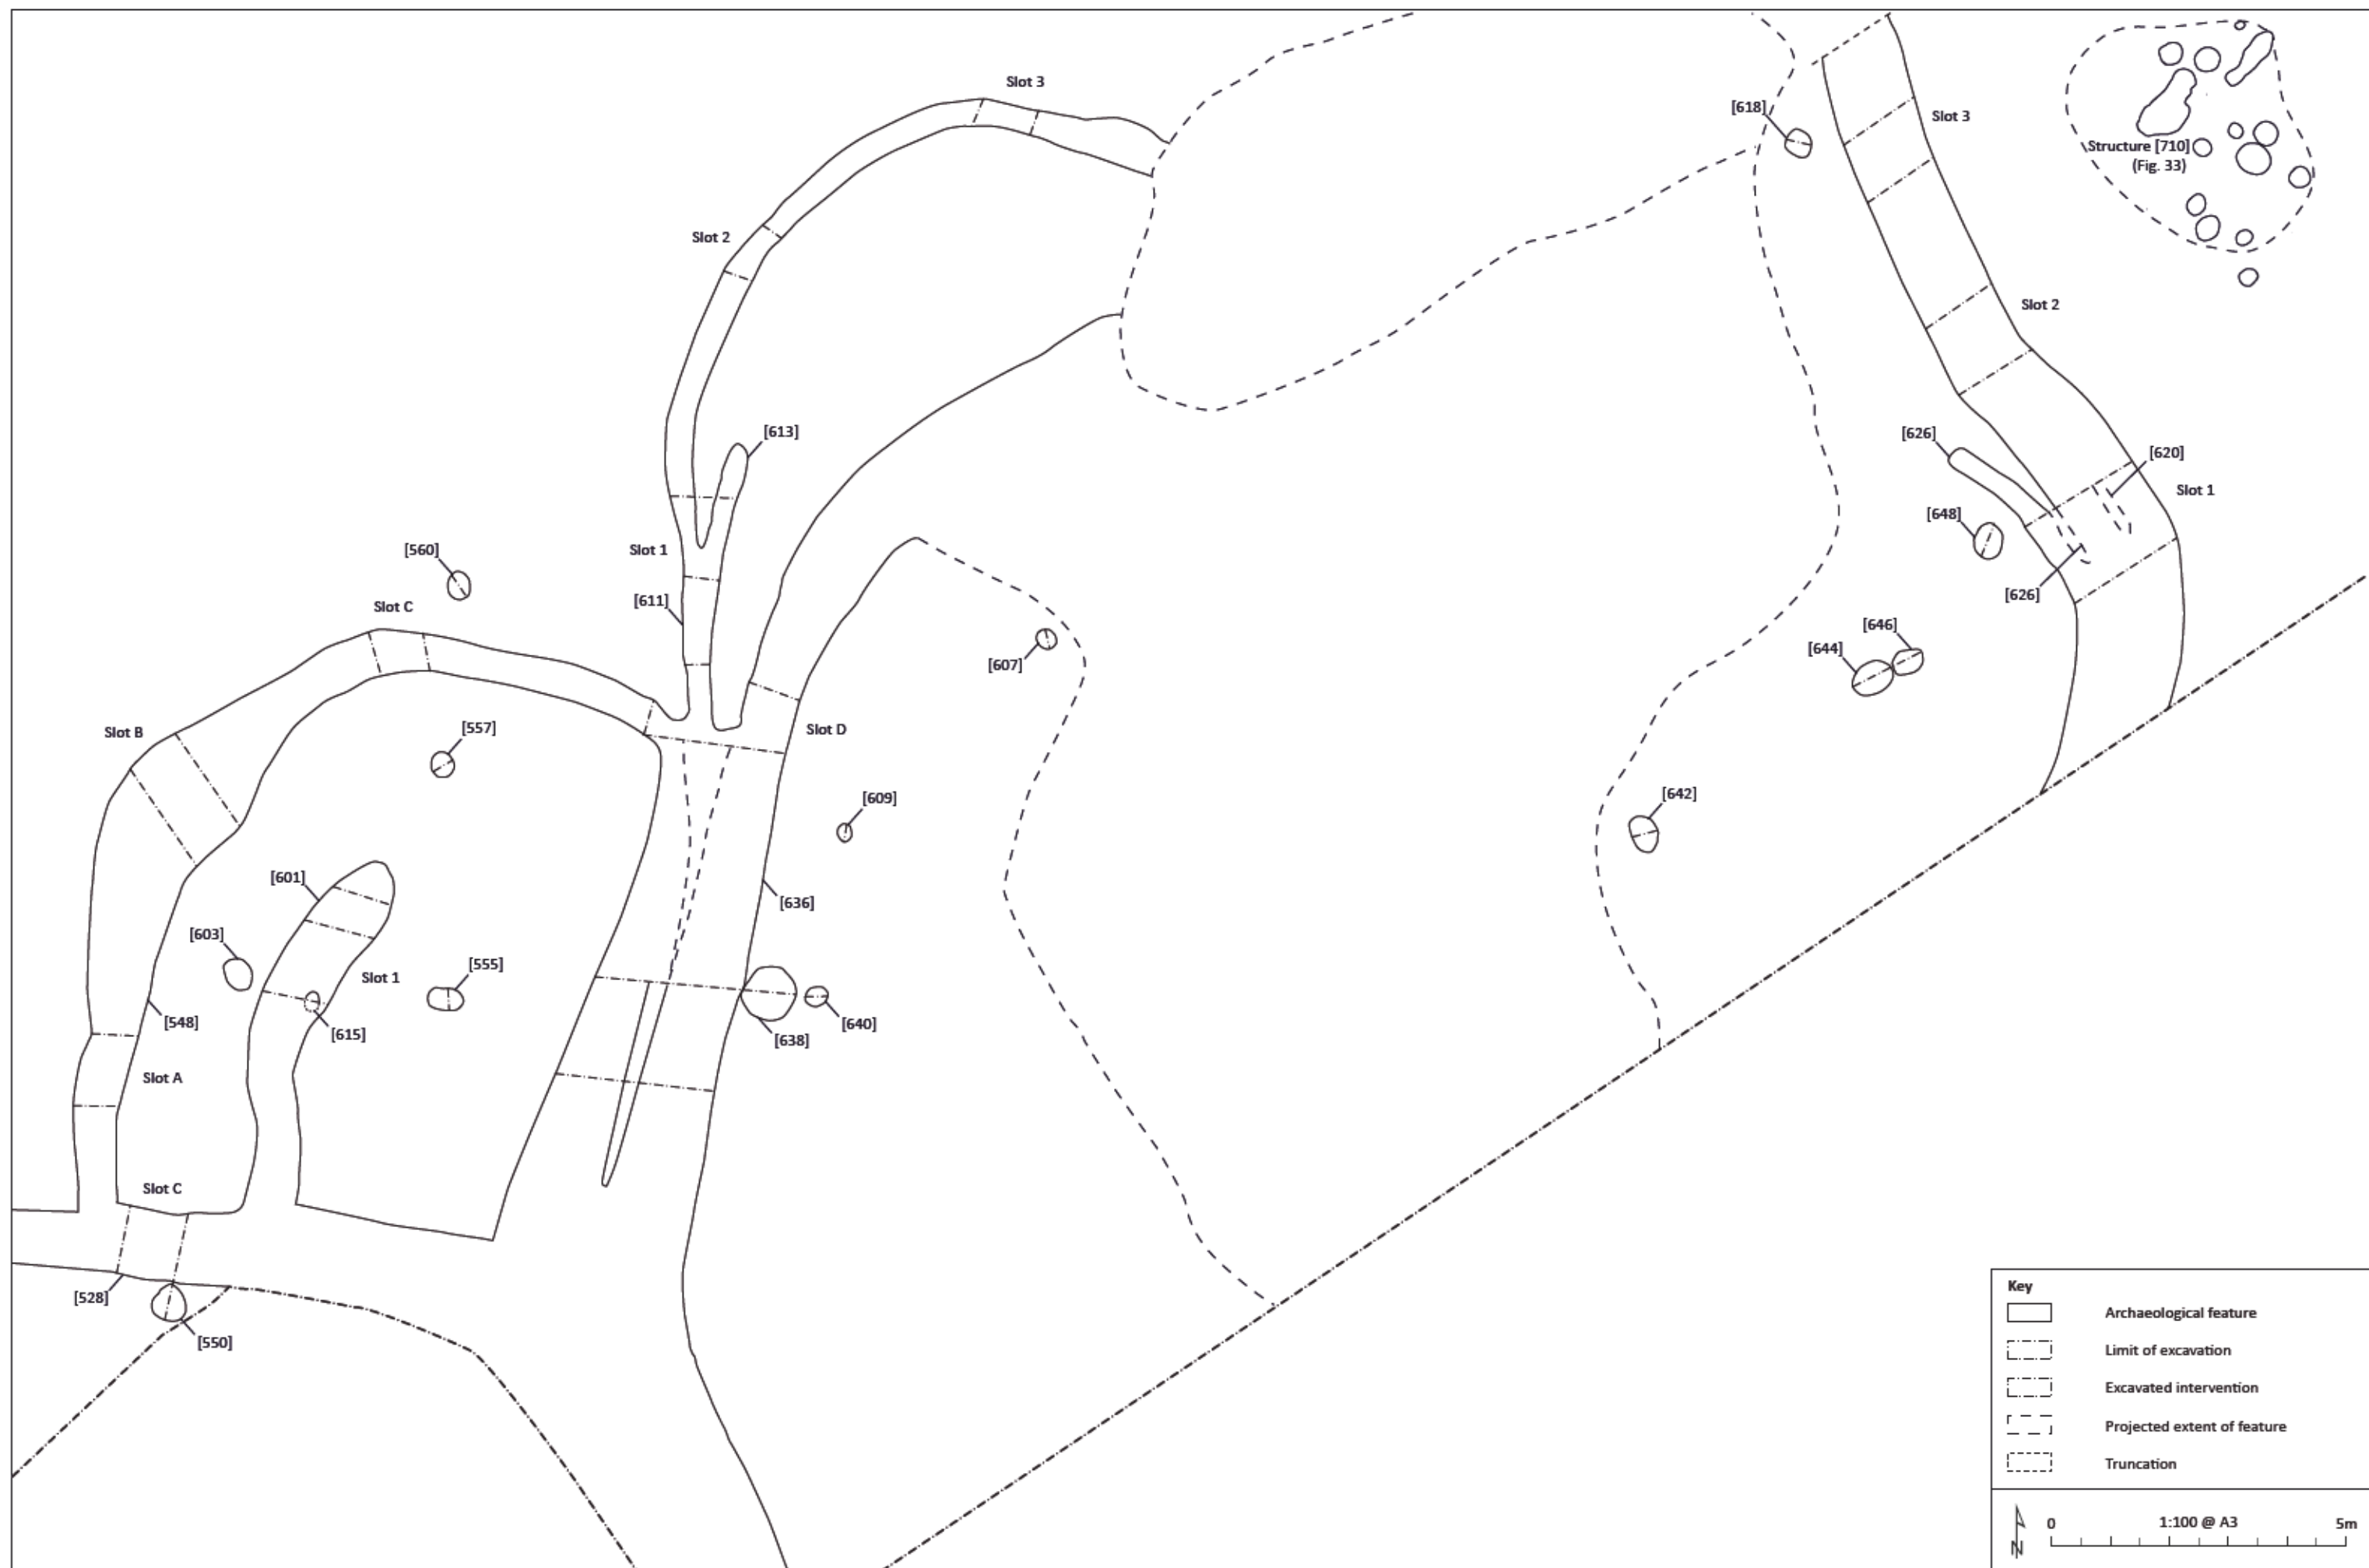 Slot 3
[618]
Slot 3
Structure [710]
(Fig. 33)
Slot 2
Slot 2
[613]
[626]
[620]
Slot 1
[648]
[560]
Slot 1
[611]
[626]
Slot C
[646]
[644]
[607]
Slot B
[557]
Slot D
[609]
[642]
[601]
[636]
[603]
Slot 1
[555]
[548]
[615]
[640]
[638]
Slot A
Slot C
[528]
[550]
Key
Archaeological feature
Limit of excavation
Excavated intervention
Projected extent of feature
Truncation
N
0
1:100 @ A3
5m